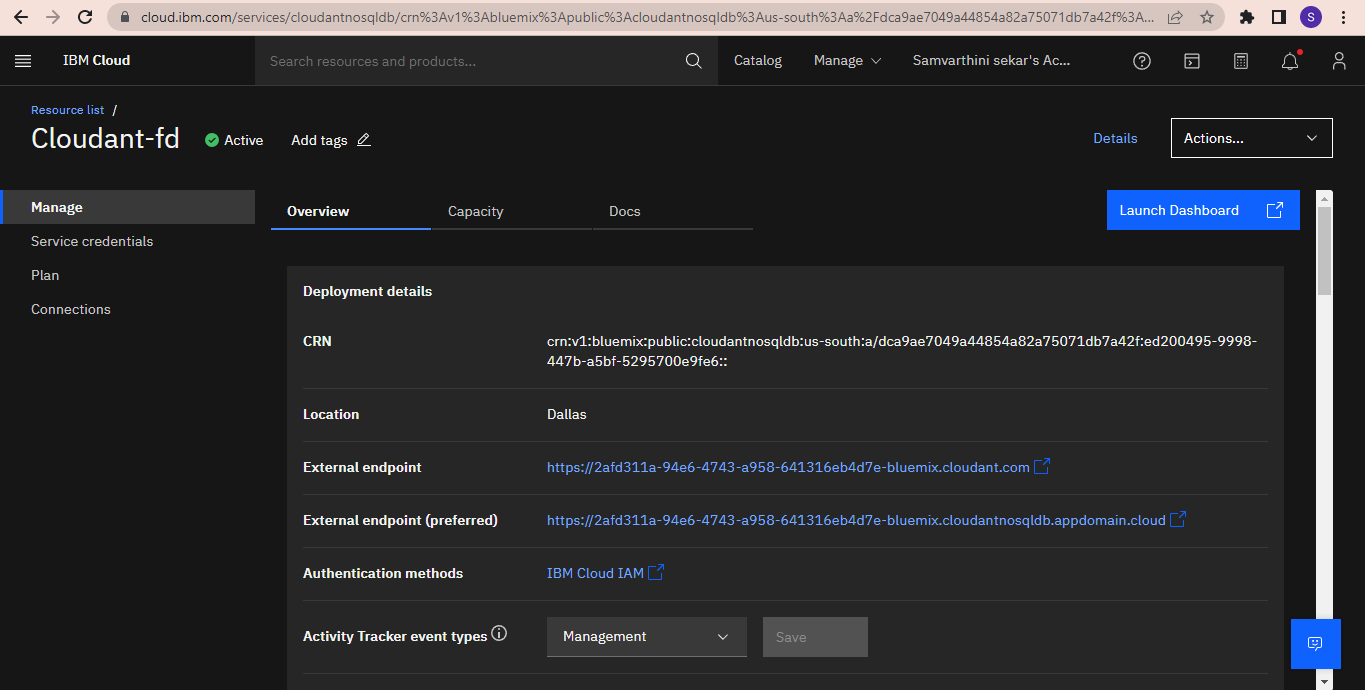 cloud.ibm.com/services/cloudantnosqldb/crn%3Av1%3Abluemix%3Apublic%3Acloudantnosqldb%3Aus-south%3Aa%2Fdca9ae7049a44854a82a75071db7a42f%3A...
S
IBM Cloud
Search resources and products...
Catalog
Manage
Samvarthini sekar's Ac...
Resource list /
Cloudant-fd
Active
Add tags
Details
Actions...
Manage
Service credentials
Plan
Connections
Overview
Capacity
Docs
Launch Dashboard
Deployment details
CRN
crn:v1:bluemix:public:cloudantnosqldb:us-south:a/dca9ae7049a44854a82a75071db7a42f:ed200495-9998-
447b-a5bf-5295700e9fe6::
Location
Dallas
External endpoint
https://2afd311a-94e6-4743-a958-641316eb4d7e-bluemix.cloudant.com
External endpoint (preferred)
https://2afd311a-94e6-4743-a958-641316eb4d7e-bluemix.cloudantnosqldb.appdomain.cloud
Authentication methods
IBM Cloud IAM
Activity Tracker event types
Management
Save